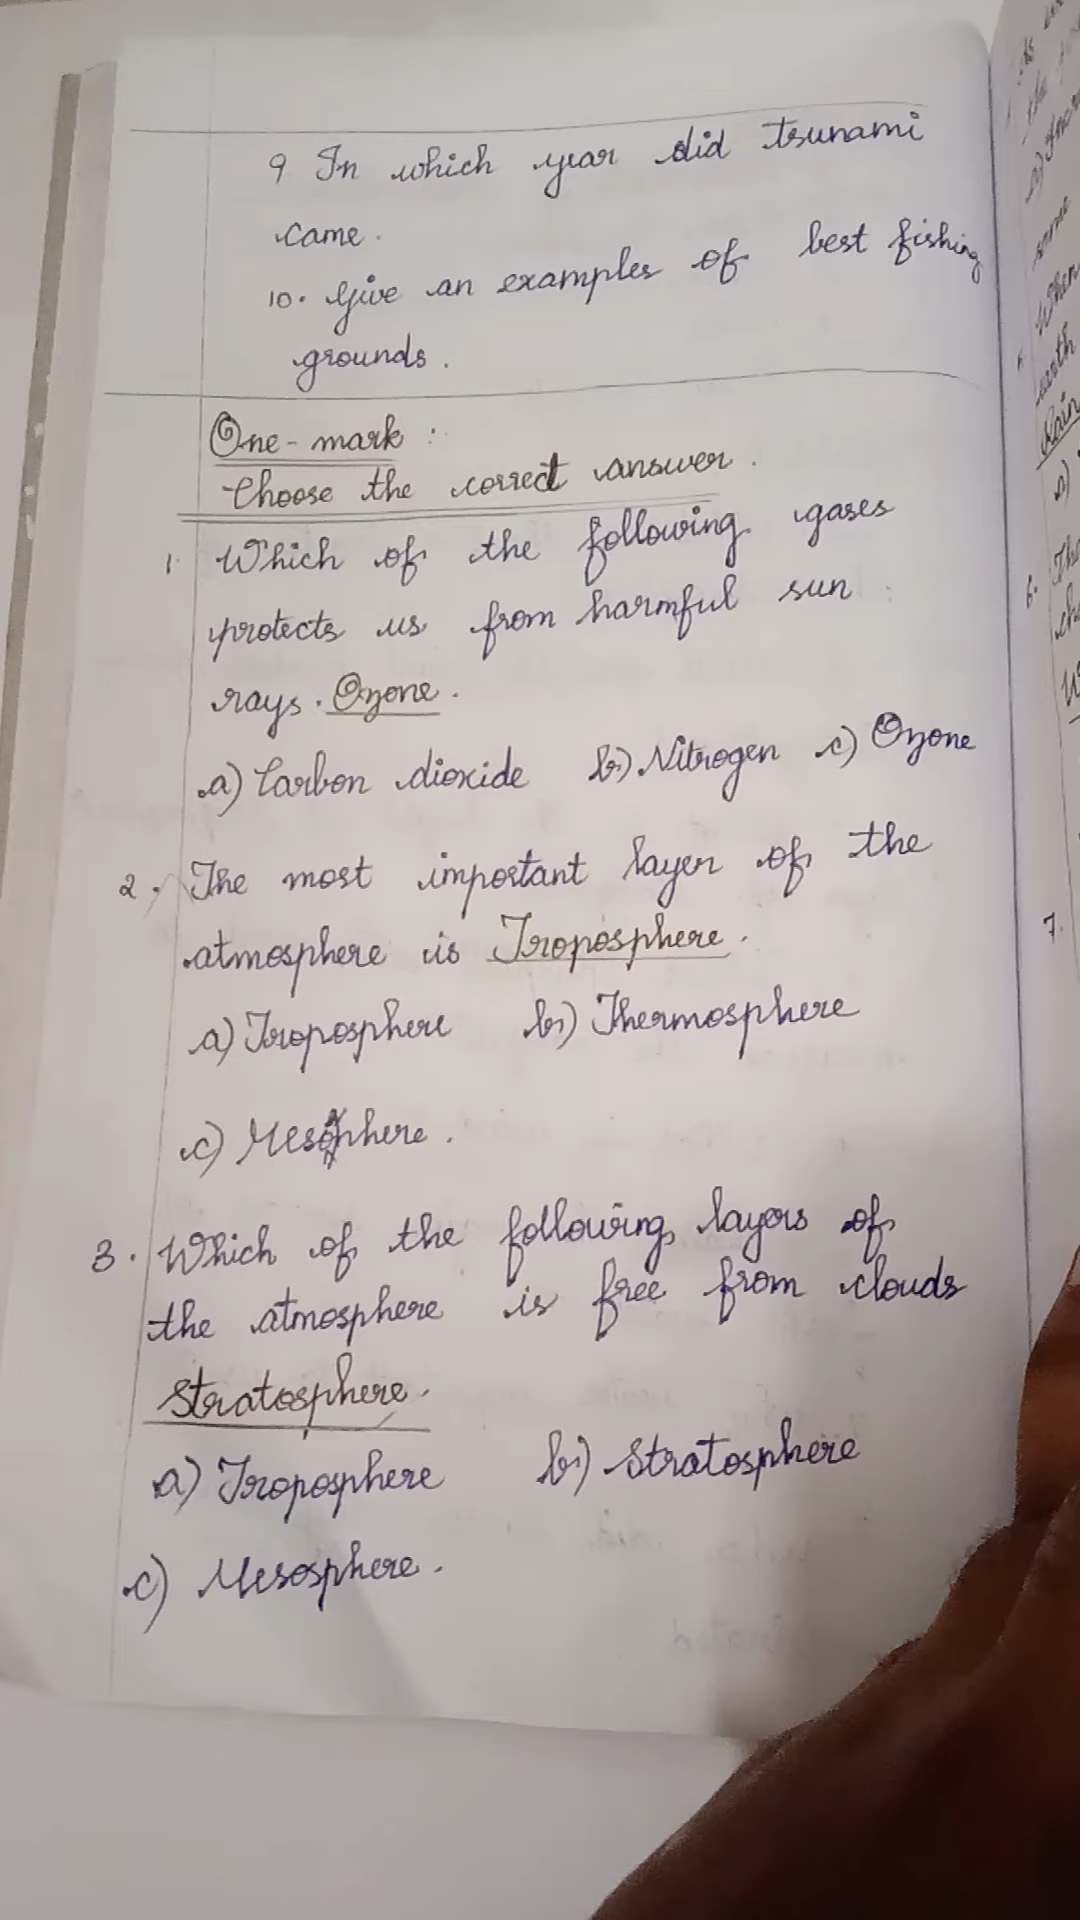 9 In which year did tsunami
came.
10. Give an examples of best fishing
grounds.
One-mark :
Choose the correct answer.
1. Which of the following gases
protects us from harmful sun
rays. Ozone.
a) Carbon dioxide b) Nitrogen c) Ozone
2. The most important layer of the
atmosphere is Troposphere.
a) Troposphere b) Thermosphere
c) Mesosphere.
3. Which of the following layers of
the atmosphere is free from clouds
Stratosphere.
a) Troposphere b) Stratosphere
c) Mesosphere.
6.
7.